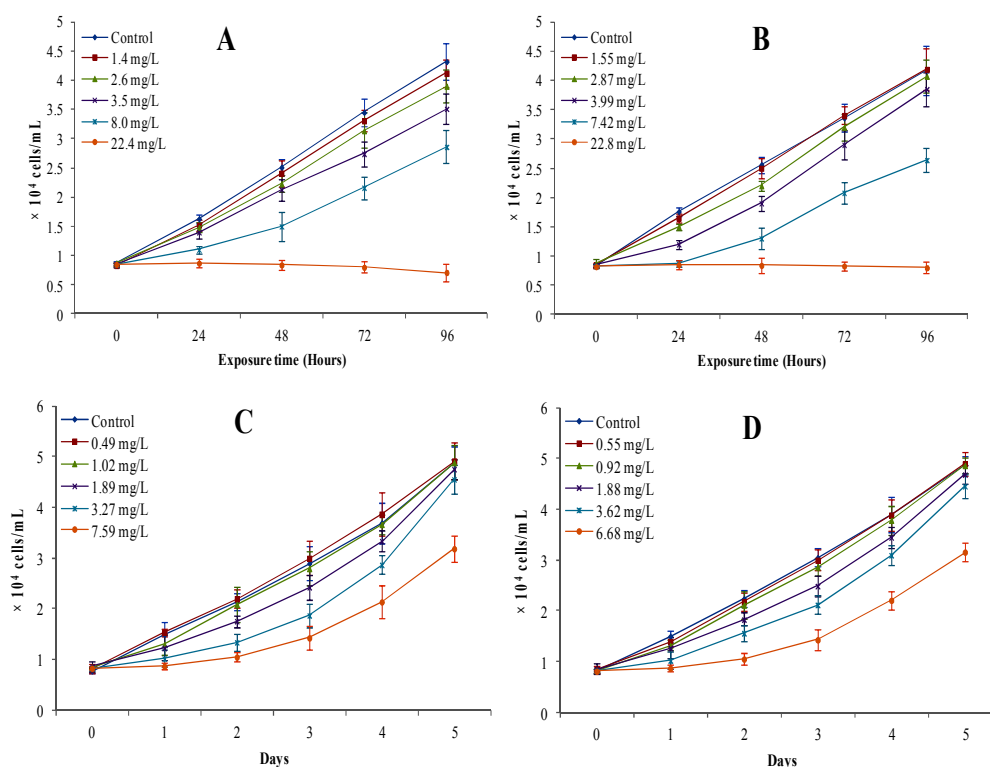 A
Control
1.4 mg/L
2.6 mg/L
3.5 mg/L
8.0 mg/L
22.4 mg/L
× 10⁴ cells/mL
5
4.5
4
3.5
3
2.5
2
1.5
1
0.5
0
0 24 48 72 96
Exposure time (Hours)
B
Control
1.55 mg/L
2.87 mg/L
3.99 mg/L
7.42 mg/L
22.8 mg/L
× 10⁴ cells/mL
5
4.5
4
3.5
3
2.5
2
1.5
1
0.5
0
0 24 48 72 96
Exposure time (Hours)
C
Control
0.49 mg/L
1.02 mg/L
1.89 mg/L
3.27 mg/L
7.59 mg/L
× 10⁴ cells/mL
6
5
4
3
2
1
0
0 1 2 3 4 5
Days
D
Control
0.55 mg/L
0.92 mg/L
1.88 mg/L
3.62 mg/L
6.68 mg/L
× 10⁴ cells/mL
6
5
4
3
2
1
0
0 1 2 3 4 5
Days